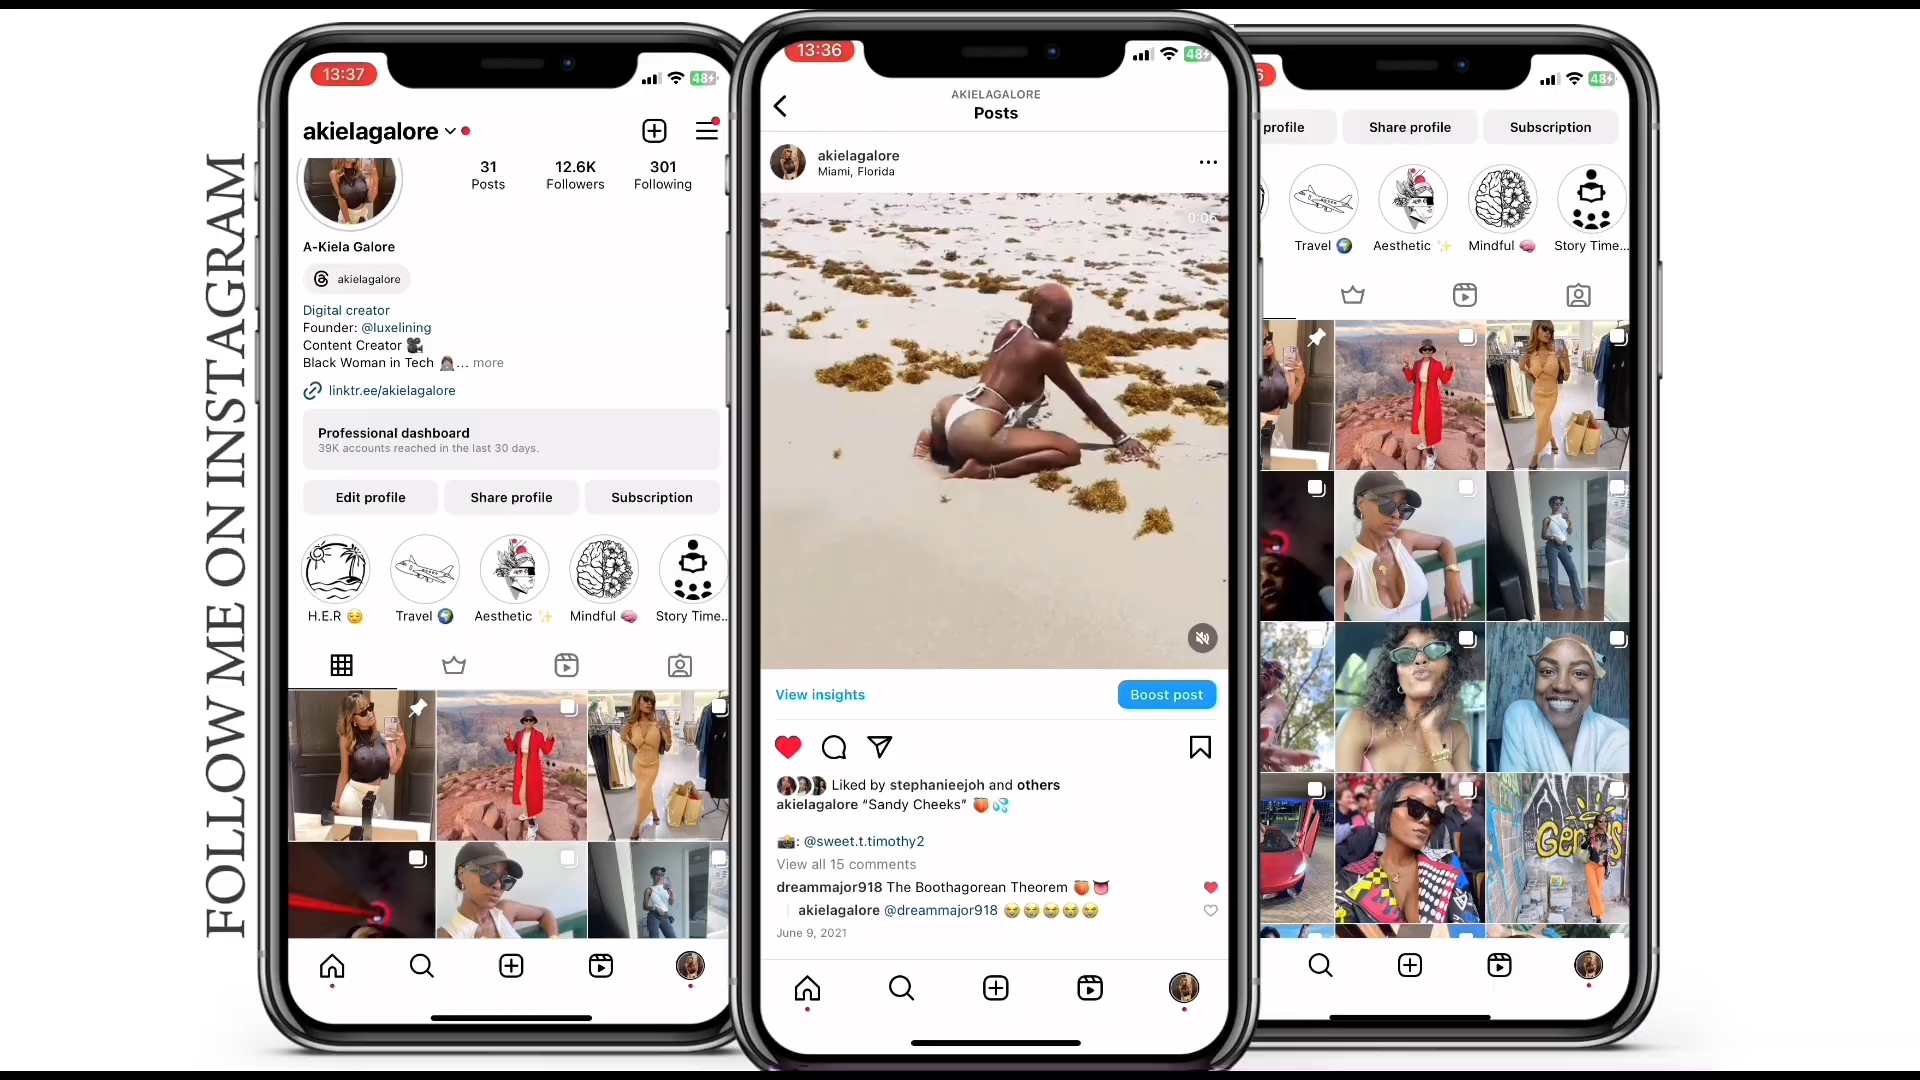 FOLLOW ME ON INSTAGRAM
13:37
48
akielagalore
31
Posts
12.6K
Followers
301
Following
A-Kiela Galore
akielagalore
Digital creator
Founder: @luxelining
Content Creator 🎥
Black Woman in Tech ... more
linktr.ee/akielagalore
Professional dashboard
39K accounts reached in the last 30 days.
Edit profile
Share profile
Subscription
H.E.R 😌
Travel 🌍
Aesthetic ✨
Mindful 🧠
Story Time...
13:36
48
AKIELAGALORE
Posts
akielagalore
Miami, Florida
View insights
Boost post
Liked by stephanieejoh and others
akielagalore “Sandy Cheeks” 🍑💦
📸: @sweet.t.timothy2
View all 15 comments
dreammajor918 The Boothagorean Theorem 🍑👅
akielagalore @dreammajor918 😭😭😭😭😭
June 9, 2021
6
48
profile
Share profile
Subscription
Travel 🌍
Aesthetic ✨
Mindful 🧠
Story Time...